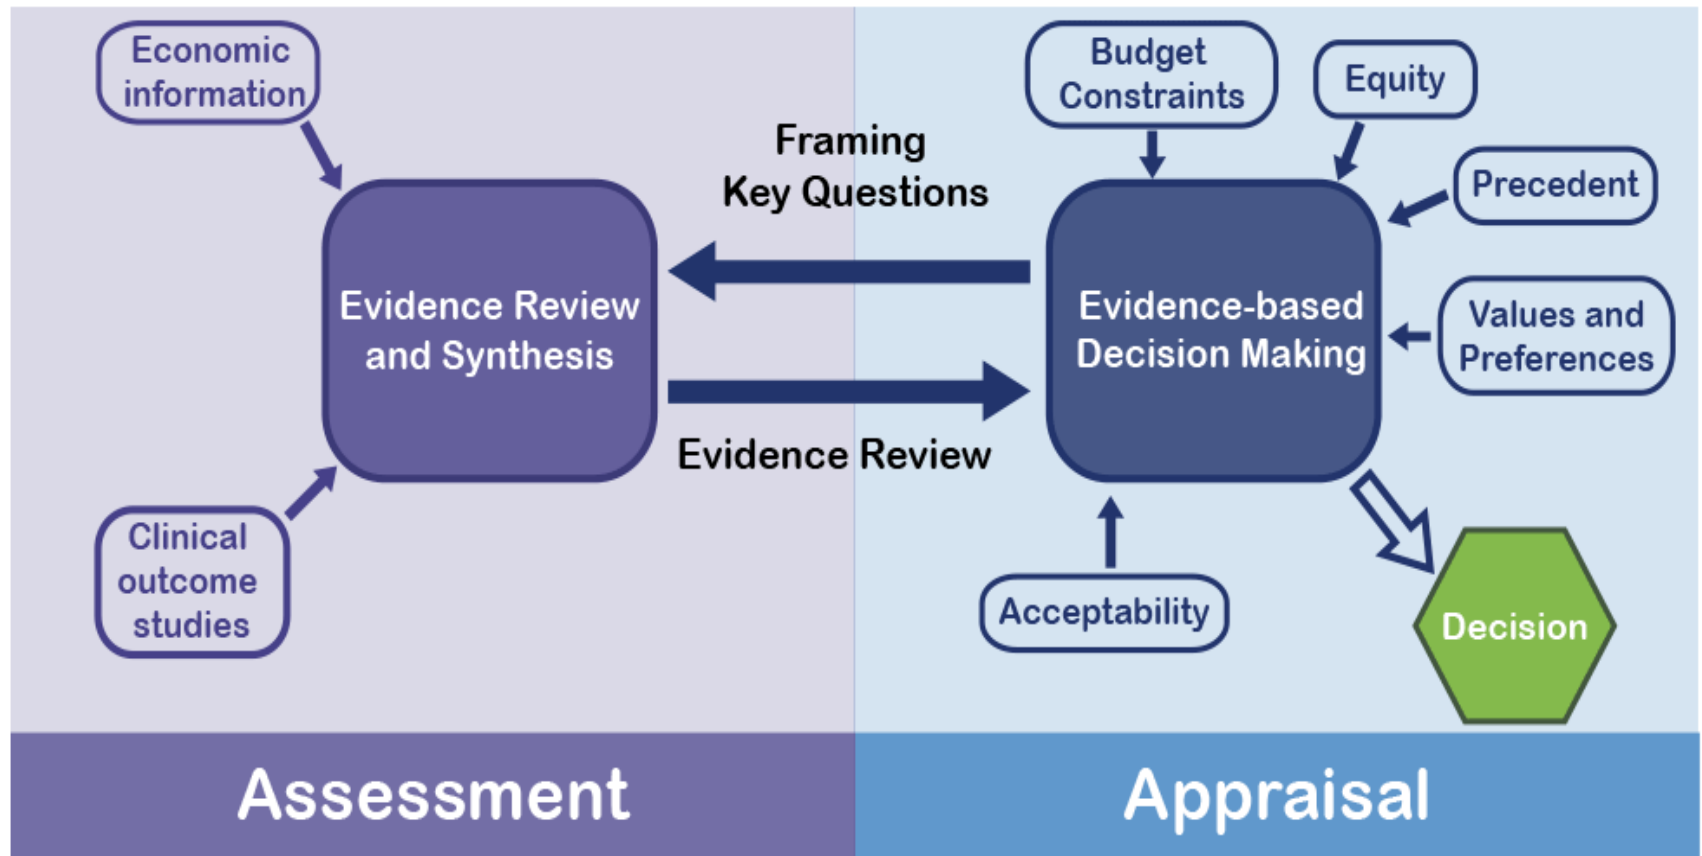 Economic
information
Framing
Key Questions
Evidence Review
and Synthesis
Evidence Review
Clinical
outcome
studies
Assessment
Budget
Constraints
Equity
Precedent
Values and
Preferences
Evidence-based
Decision Making
Acceptability
Decision
Appraisal